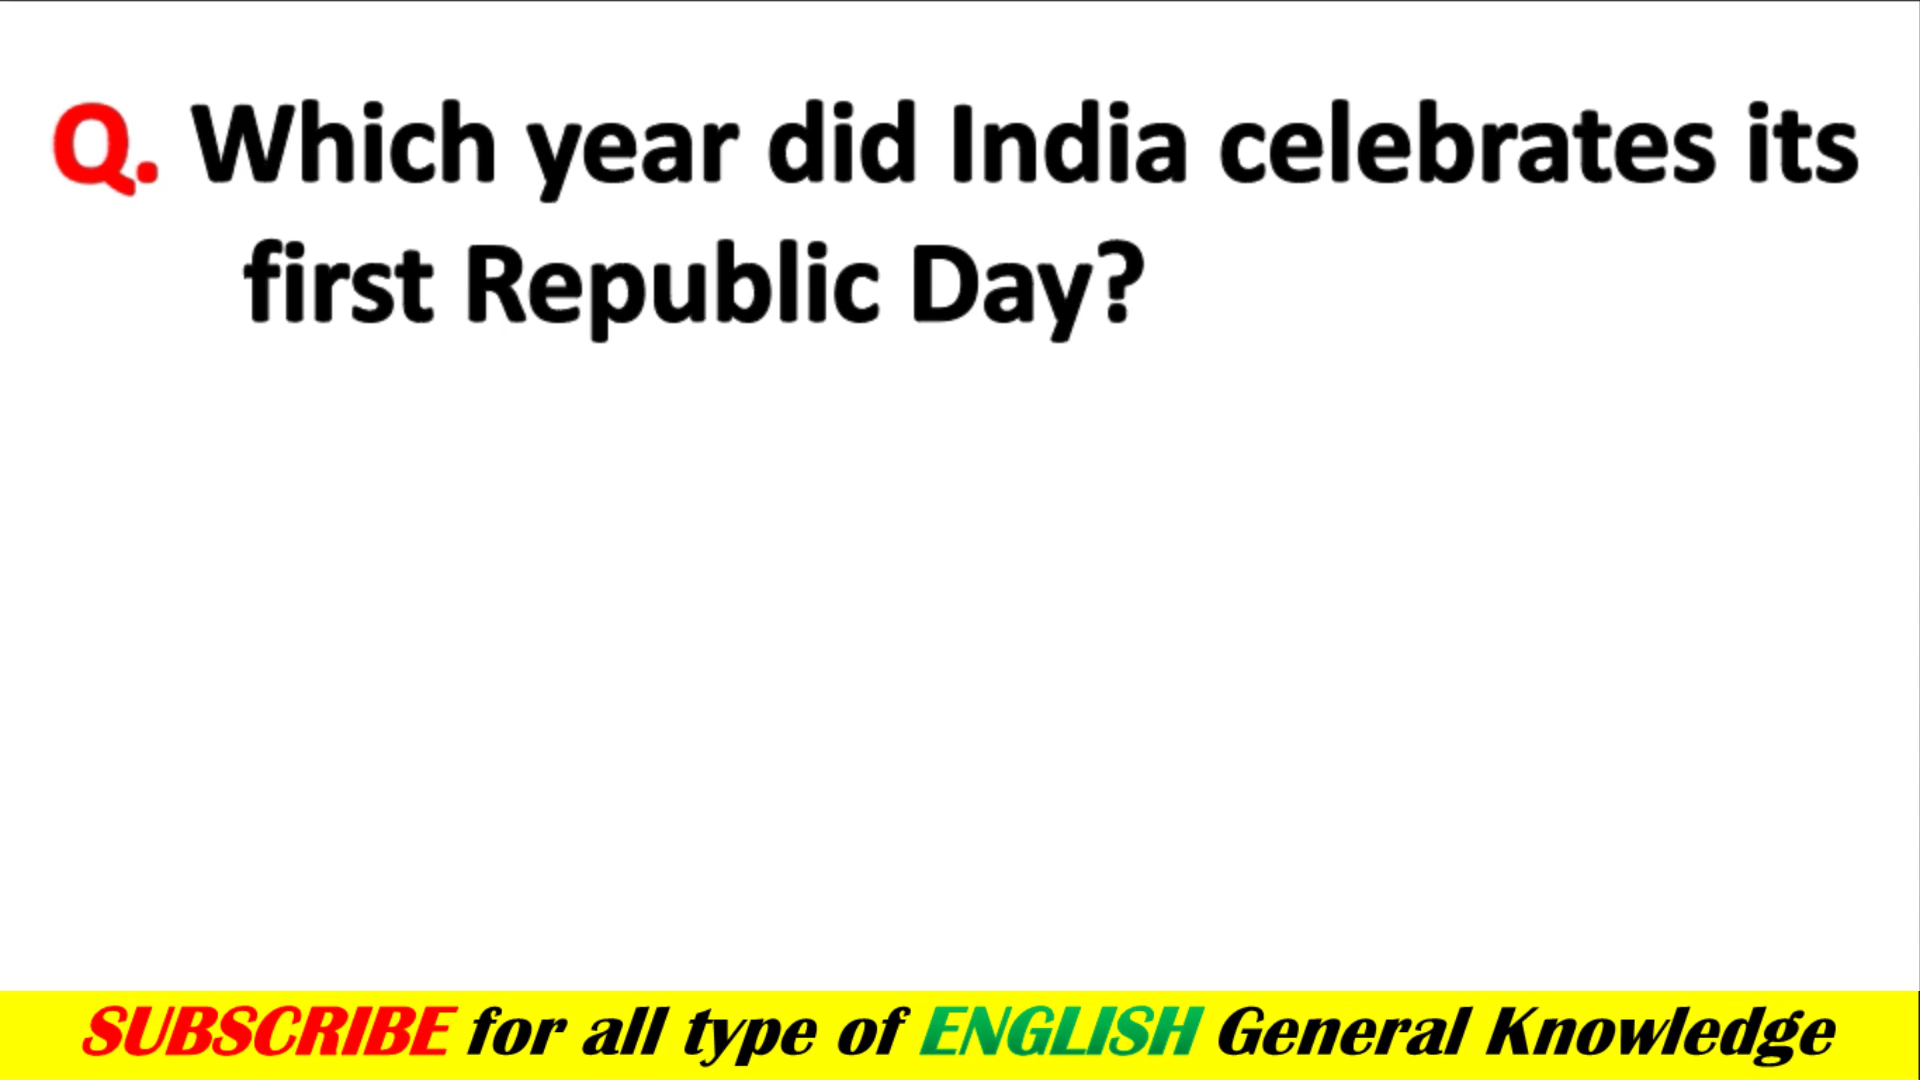 Q. Which year did India celebrates its
first Republic Day?
SUBSCRIBE for all type of ENGLISH General Knowledge